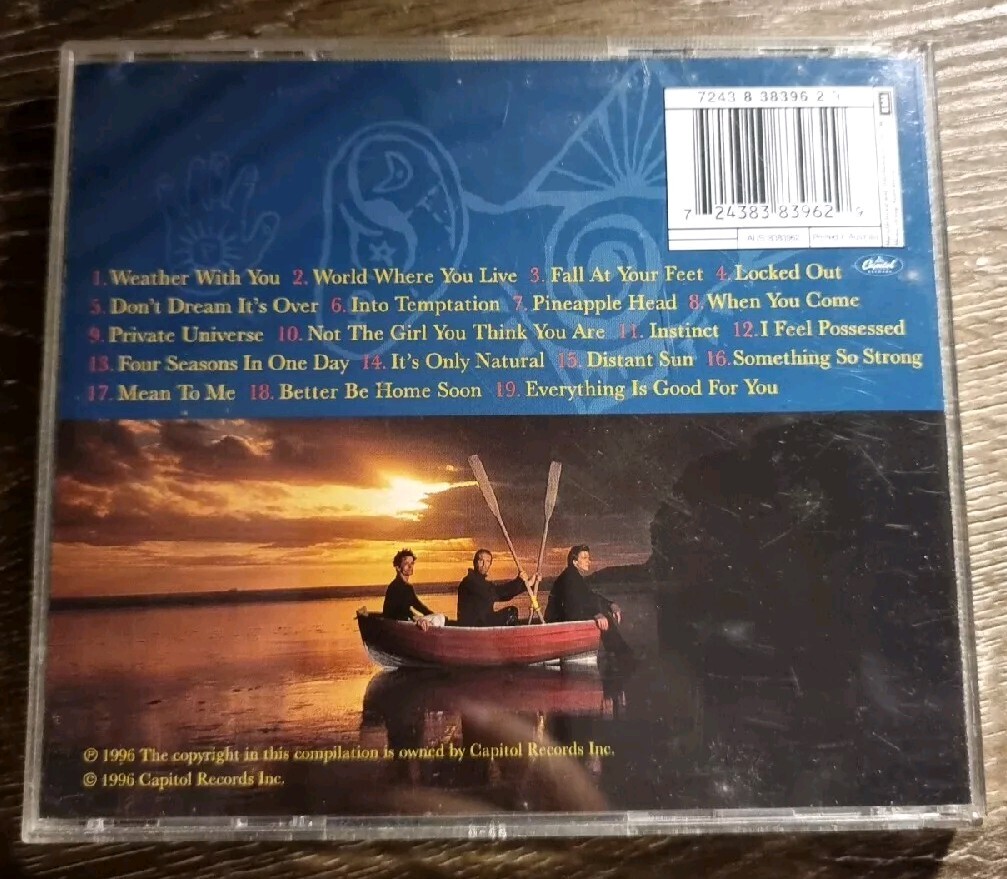 7243 8 38396 2
7 24383 83962 9
1. Weather With You 2. World Where You Live 3. Fall At Your Feet 4. Locked Out
Capitol
5. Don't Dream It's Over 6. Into Temptation 7. Pineapple Head 8. When You Come
9. Private Universe 10. Not The Girl You Think You Are 11. Instinct 12. I Feel Possessed
13. Four Seasons In One Day 14. It's Only Natural 15. Distant Sun 16. Something So Strong
17. Mean To Me 18. Better Be Home Soon 19. Everything Is Good For You
℗ 1996 The copyright in this compilation is owned by Capitol Records Inc.
© 1996 Capitol Records Inc.